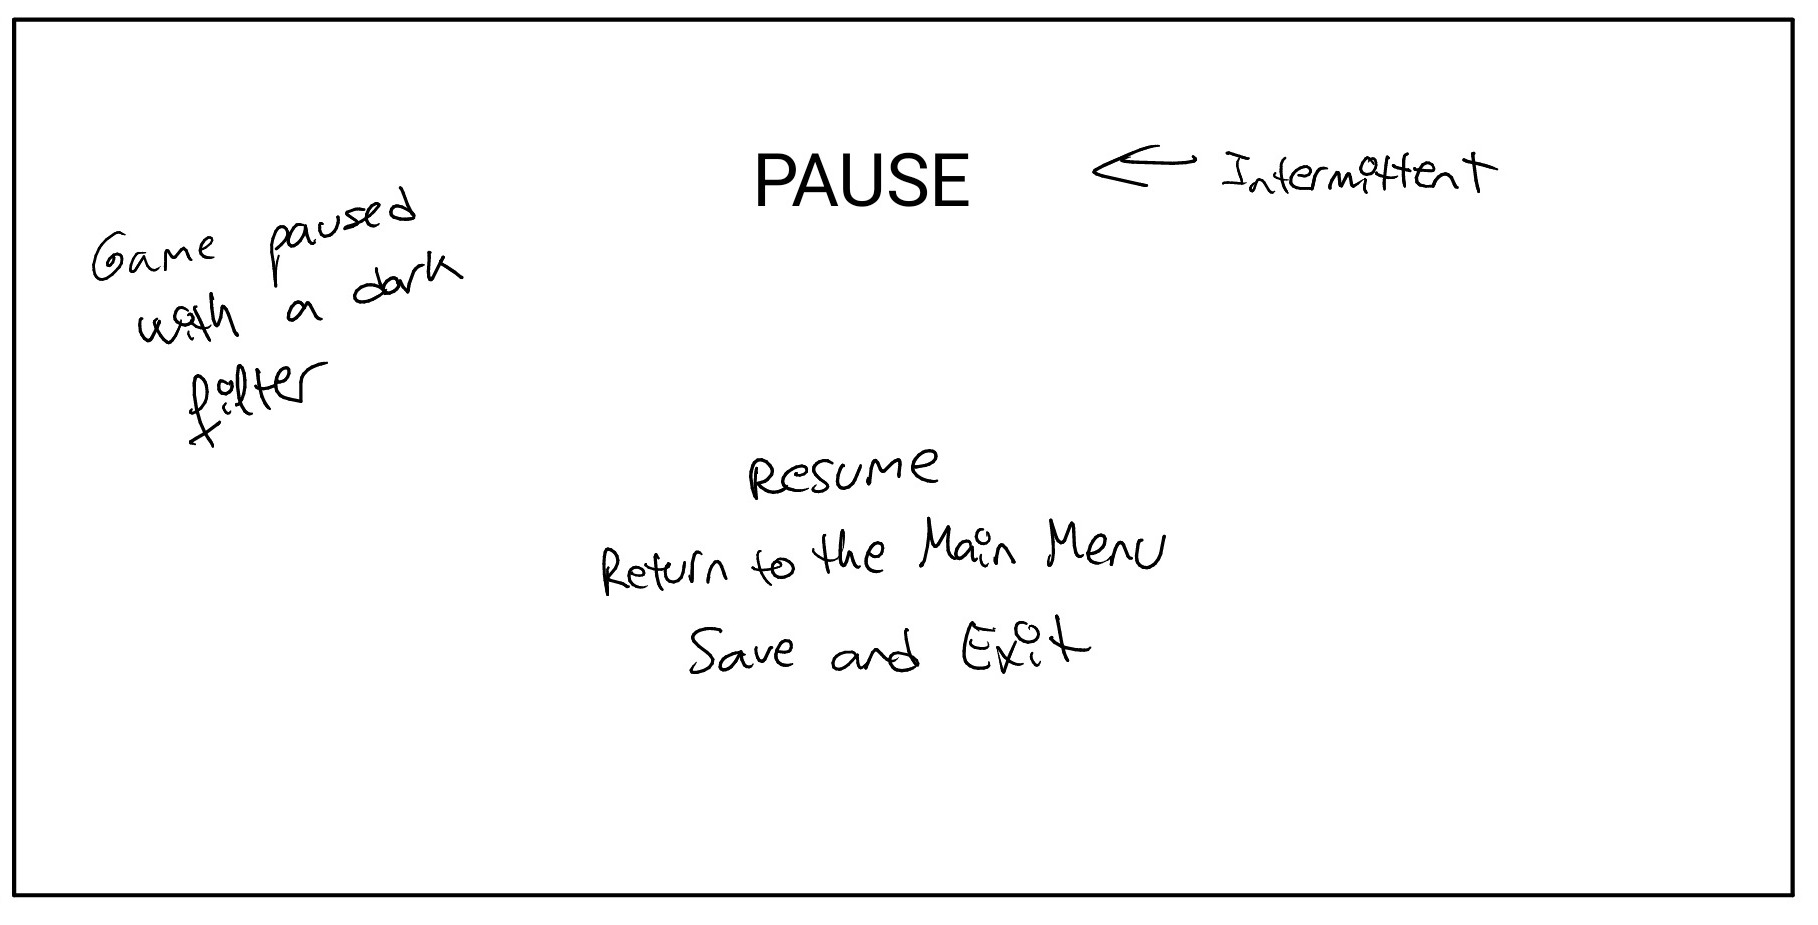 PAUSE
Intermittent
Game paused
with a dark
filter
Resume
Return to the Main Menu
Save and Exit